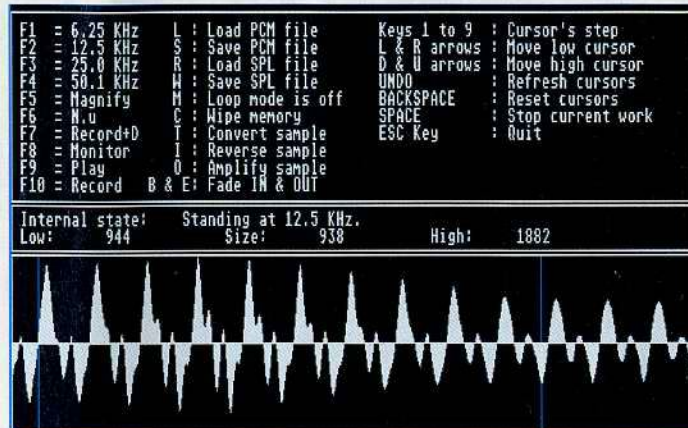 F1 = 6.25 KHz L : Load PCM file Keys 1 to 9 : Cursor's step
F2 = 12.5 KHz S : Save PCM file L & R arrows : Move low cursor
F3 = 25.0 KHz R : Load SPL file D & U arrows : Move high cursor
F4 = 50.1 KHz W : Save SPL file UNDO : Refresh cursors
F5 = Magnify M : Loop mode is off BACKSPACE : Reset cursors
F6 = N.u C : Wipe memory SPACE : Stop current work
F7 = Record+D T : Convert sample ESC Key : Quit
F8 = Monitor I : Reverse sample
F9 = Play O : Amplify sample
F10 = Record B & E: Fade IN & OUT
Internal state: Standing at 12.5 KHz.
Low: 944 Size: 938 High: 1882